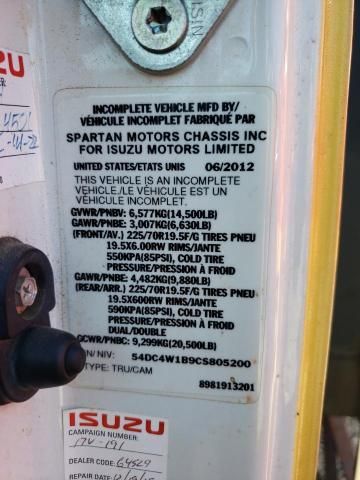 NIS
ISUZU
INCOMPLETE VEHICLE MFD BY/
VÉHICULE INCOMPLET FABRIQUÉ PAR
SPARTAN MOTORS CHASSIS INC
FOR ISUZU MOTORS LIMITED
UNITED STATES/ETATS UNIS 06/2012
THIS VEHICLE IS AN INCOMPLETE
VEHICLE./LE VÉHICULE EST UN
VÉHICULE INCOMPLET
GVWR/PNBV: 6,577KG(14,500LB)
GAWR/PNBE: 3,007KG(6,630LB)
(FRONT/AV.) 225/70R19.5F/G TIRES PNEU
19.5X6.00RW RIMS/JANTE
550KPA(85PSI), COLD TIRE
PRESSURE/PRESSION À FROID
GAWR/PNBE: 4,482KG(9,880LB)
(REAR/ARR.) 225/70R19.5F/G TIRES PNEU
19.5X600RW RIMS/JANTE
590KPA(85PSI), COLD TIRE
PRESSURE/PRESSION À FROID
DUAL/DOUBLE
GCWR/PNBC: 9,299KG(20,500LB)
VIN/ NIV: 54DC4W1B9CS805200
TYPE: TRU/CAM
8981913201
ISUZU
CAMPAIGN NUMBER:
17V-191
DEALER CODE: G4529
REPAIR DATE: